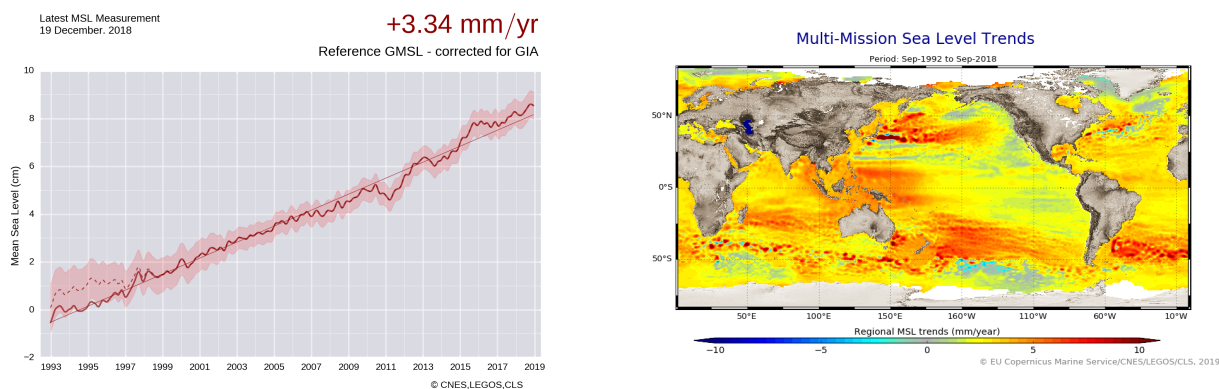 Latest MSL Measurement
19 December. 2018
+3.34 mm/yr
Reference GMSL - corrected for GIA
Mean Sea Level (cm)
10
8
6
4
2
0
−2
1993 1995 1997 1999 2001 2003 2005 2007 2009 2011 2013 2015 2017 2019
© CNES,LEGOS,CLS
Multi-Mission Sea Level Trends
Period: Sep-1992 to Sep-2018
50°N
0°S
50°S
50°E 100°E 150°E 160°W 110°W 60°W 10°W
Regional MSL trends (mm/year)
−10 −5 0 5 10
© EU Copernicus Marine Service/CNES/LEGOS/CLS, 2019